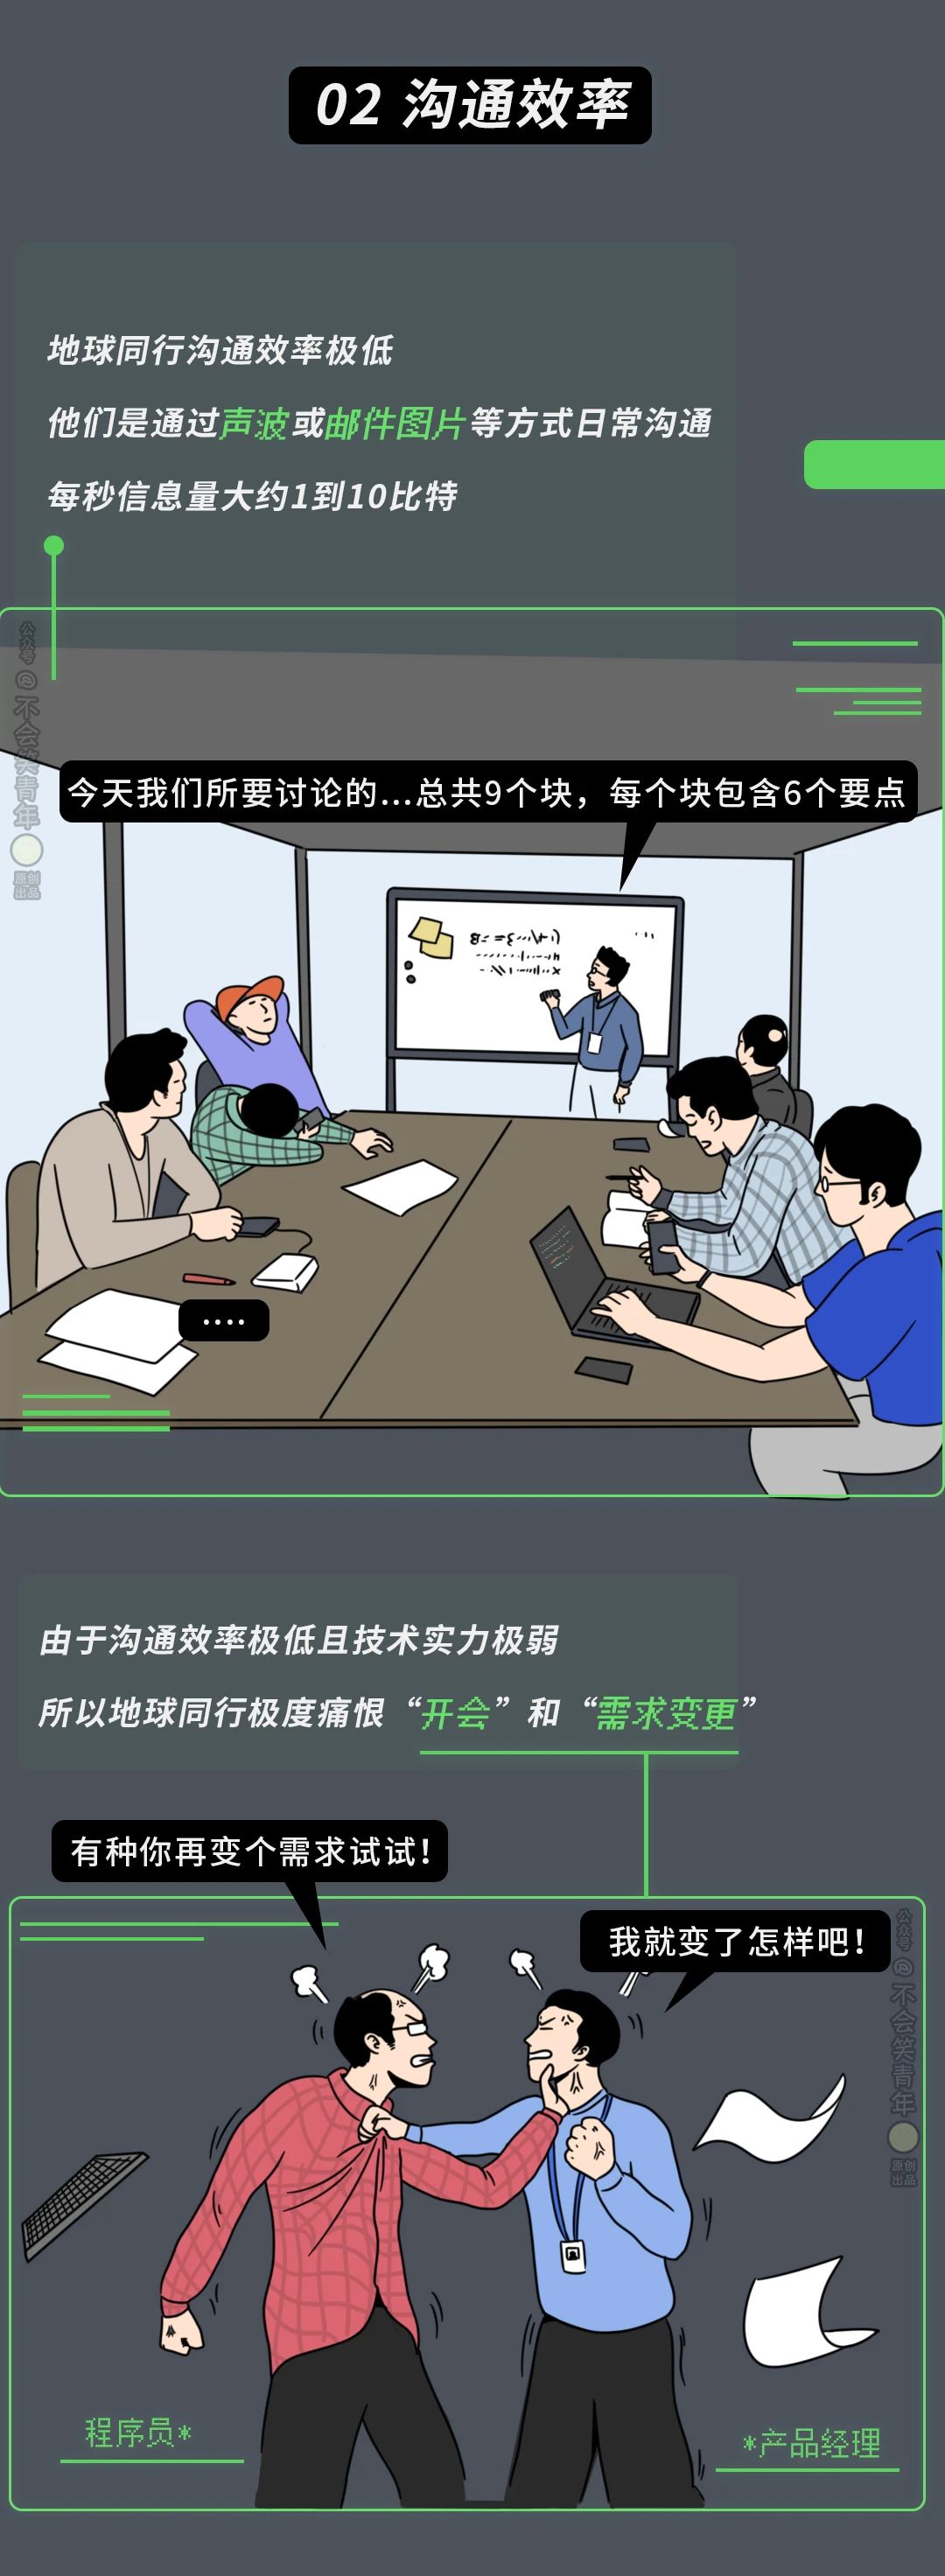 02 沟通效率
地球同行沟通效率极低
他们是通过声波或邮件图片等方式日常沟通
每秒信息量大约1到10比特
公众号@不会笑青年
原创
出品
今天我们所要讨论的...总共9个块，每个块包含6个要点
....
由于沟通效率极低且技术实力极弱
所以地球同行极度痛恨“开会”和“需求变更”
有种你再变个需求试试！
我就变了怎样吧！
公众号@不会笑青年
原创
出品
程序员*
*产品经理